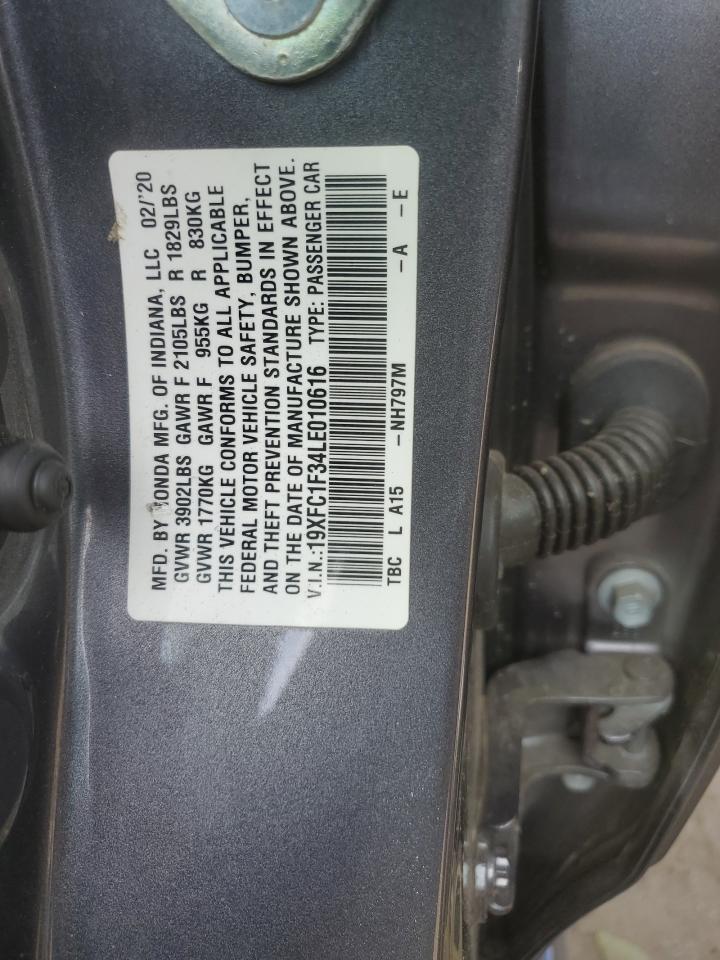 MFD. BY HONDA MFG. OF INDIANA, LLC 02/'20
GVWR 3902LBS GAWR F 2105LBS R 1829LBS
GVWR 1770KG GAWR F 955KG R 830KG
THIS VEHICLE CONFORMS TO ALL APPLICABLE
FEDERAL MOTOR VEHICLE SAFETY, BUMPER,
AND THEFT PREVENTION STANDARDS IN EFFECT
ON THE DATE OF MANUFACTURE SHOWN ABOVE.
V.I.N.:19XFC1F34LE010616 TYPE: PASSENGER CAR
TBC L A15 –NH797M –A –E